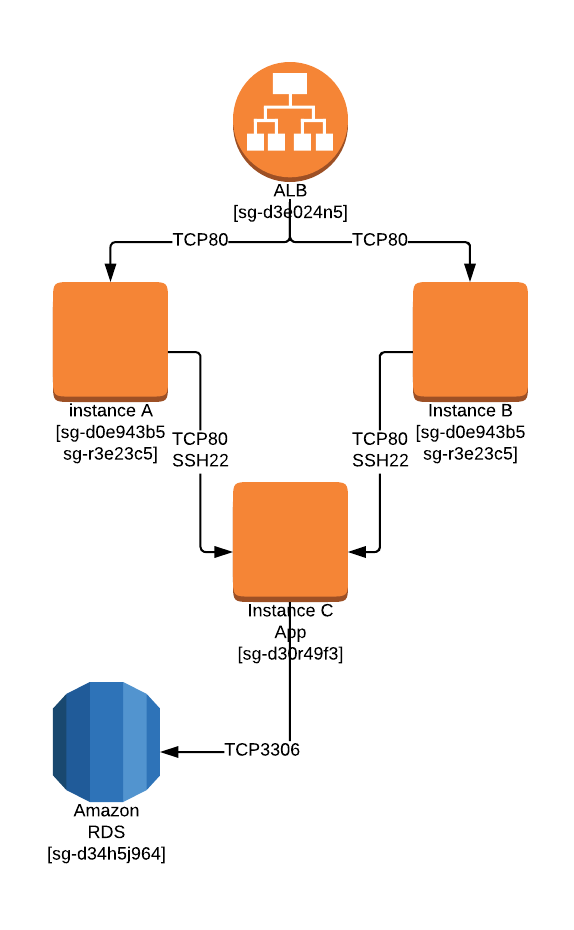 ALB
[sg-d3e024n5]
TCP80
TCP80
instance A
[sg-d0e943b5
sg-r3e23c5]
Instance B
[sg-d0e943b5
sg-r3e23c5]
TCP80
SSH22
TCP80
SSH22
Instance C
App
[sg-d30r49f3]
TCP3306
Amazon
RDS
[sg-d34h5j964]